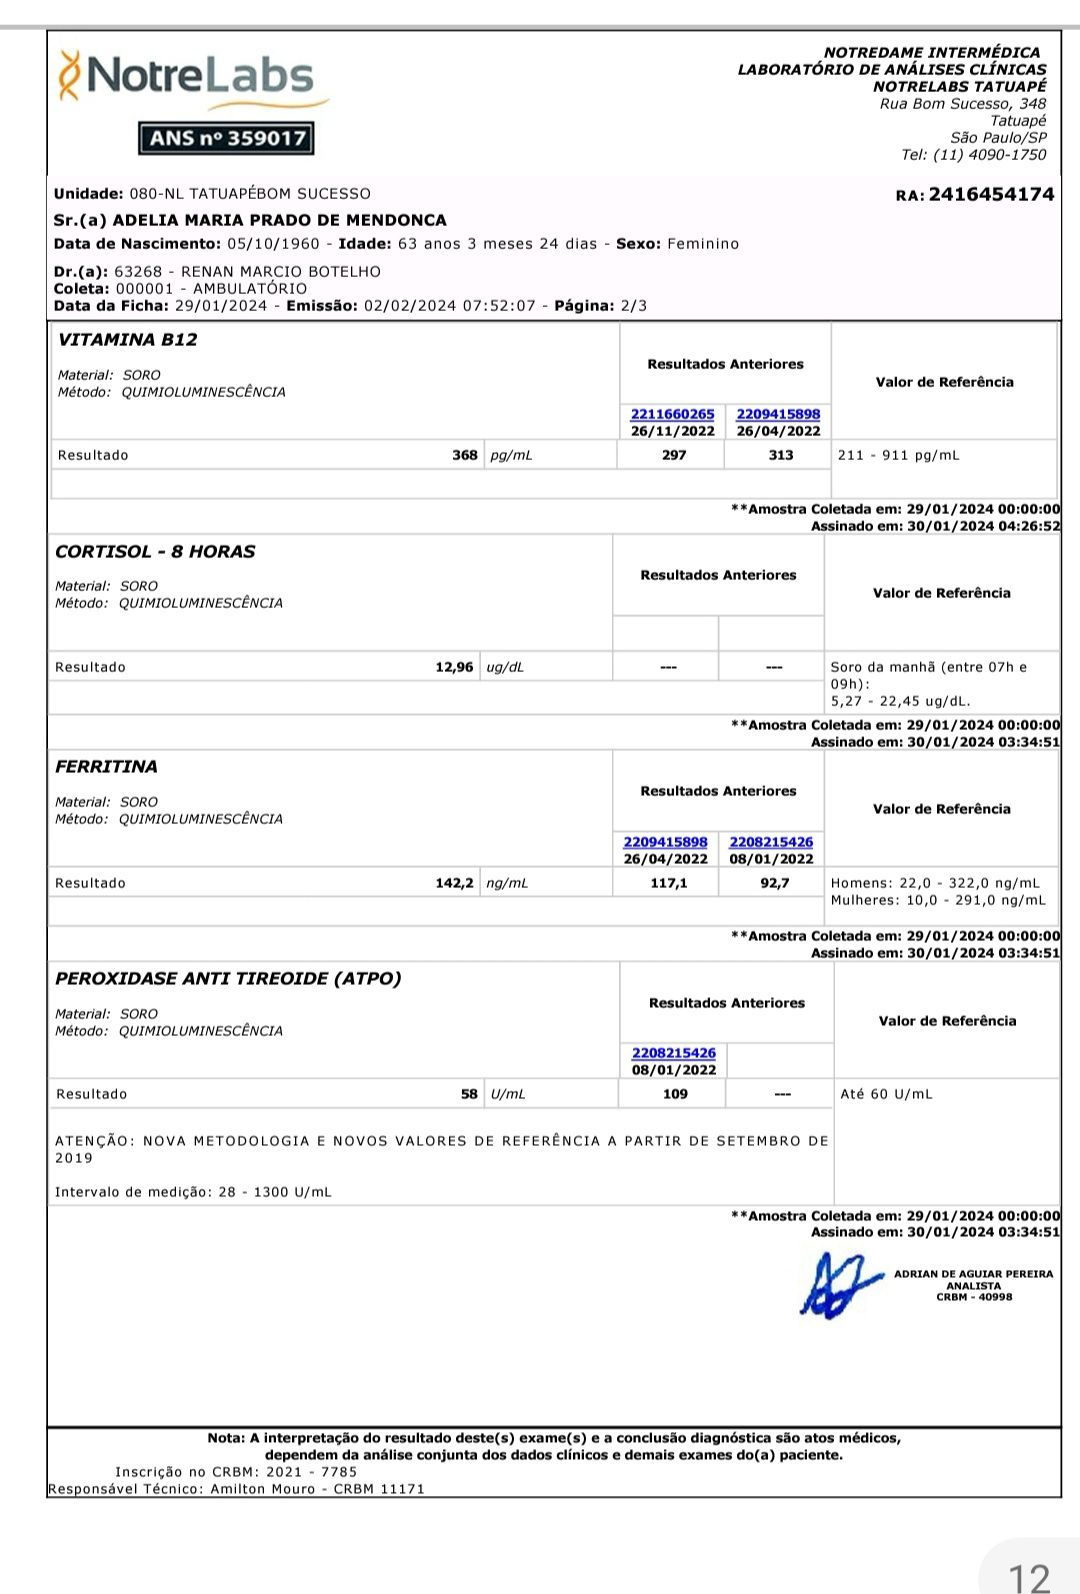 NotreLabs
ANS nº 359017
NOTREDAME INTERMÉDICA
LABORATÓRIO DE ANÁLISES CLÍNICAS
NOTRELABS TATUAPÉ
Rua Bom Sucesso, 348
Tatuapé
São Paulo/SP
Tel: (11) 4090-1750
Unidade: 080-NL TATUAPÉBOM SUCESSO
RA: 2416454174
Sr.(a) ADELIA MARIA PRADO DE MENDONCA
Data de Nascimento: 05/10/1960 - Idade: 63 anos 3 meses 24 dias - Sexo: Feminino
Dr.(a): 63268 - RENAN MARCIO BOTELHO
Coleta: 000001 - AMBULATÓRIO
Data da Ficha: 29/01/2024 - Emissão: 02/02/2024 07:52:07 - Página: 2/3
VITAMINA B12
Material: SORO
Método: QUIMIOLUMINESCÊNCIA
Resultados Anteriores
Valor de Referência
2211660265 2209415898
26/11/2022 26/04/2022
Resultado 368 pg/mL 297 313 211 - 911 pg/mL
**Amostra Coletada em: 29/01/2024 00:00:00
Assinado em: 30/01/2024 04:26:52
CORTISOL - 8 HORAS
Material: SORO
Método: QUIMIOLUMINESCÊNCIA
Resultados Anteriores
Valor de Referência
Resultado 12,96 ug/dL --- --- Soro da manhã (entre 07h e
09h):
5,27 - 22,45 ug/dL.
**Amostra Coletada em: 29/01/2024 00:00:00
Assinado em: 30/01/2024 03:34:51
FERRITINA
Material: SORO
Método: QUIMIOLUMINESCÊNCIA
Resultados Anteriores
Valor de Referência
2209415898 2208215426
26/04/2022 08/01/2022
Resultado 142,2 ng/mL 117,1 92,7 Homens: 22,0 - 322,0 ng/mL
Mulheres: 10,0 - 291,0 ng/mL
**Amostra Coletada em: 29/01/2024 00:00:00
Assinado em: 30/01/2024 03:34:51
PEROXIDASE ANTI TIREOIDE (ATPO)
Material: SORO
Método: QUIMIOLUMINESCÊNCIA
Resultados Anteriores
Valor de Referência
2208215426
08/01/2022
Resultado 58 U/mL 109 --- Até 60 U/mL
ATENÇÃO: NOVA METODOLOGIA E NOVOS VALORES DE REFERÊNCIA A PARTIR DE SETEMBRO DE
2019
Intervalo de medição: 28 - 1300 U/mL
**Amostra Coletada em: 29/01/2024 00:00:00
Assinado em: 30/01/2024 03:34:51
ADRIAN DE AGUIAR PEREIRA
ANALISTA
CRBM - 40998
Nota: A interpretação do resultado deste(s) exame(s) e a conclusão diagnóstica são atos médicos,
dependem da análise conjunta dos dados clínicos e demais exames do(a) paciente.
Inscrição no CRBM: 2021 - 7785
Responsável Técnico: Amilton Mouro - CRBM 11171
12